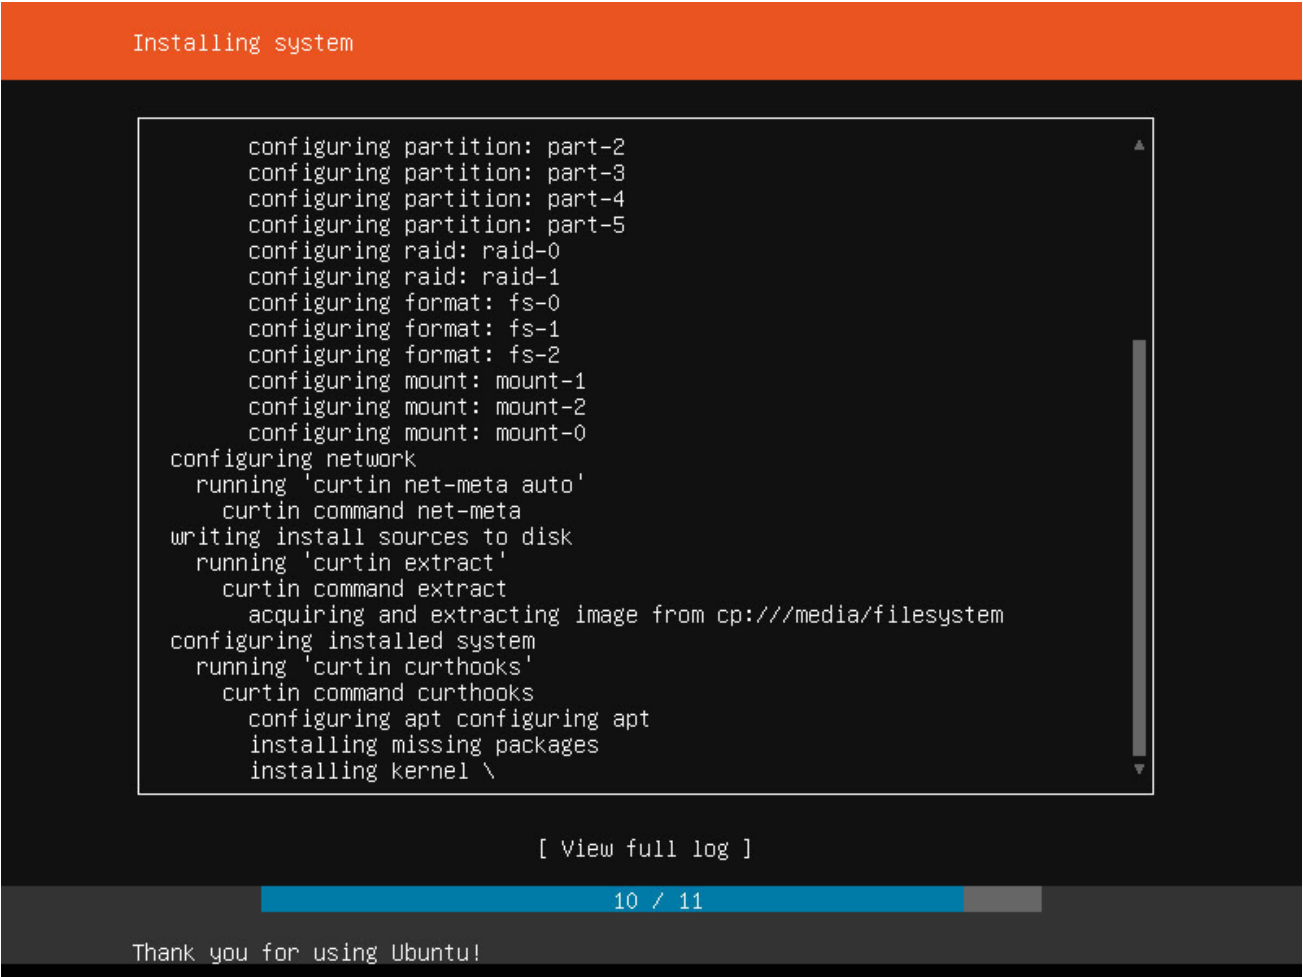 Installing system
configuring partition: part-2
configuring partition: part-3
configuring partition: part-4
configuring partition: part-5
configuring raid: raid-0
configuring raid: raid-1
configuring format: fs-0
configuring format: fs-1
configuring format: fs-2
configuring mount: mount-1
configuring mount: mount-2
configuring mount: mount-0
configuring network
running 'curtin net-meta auto'
curtin command net-meta
writing install sources to disk
running 'curtin extract'
curtin command extract
acquiring and extracting image from cp:///media/filesystem
configuring installed system
running 'curtin curthooks'
curtin command curthooks
configuring apt configuring apt
installing missing packages
installing kernel \
[ View full log ]
10 / 11
Thank you for using Ubuntu!